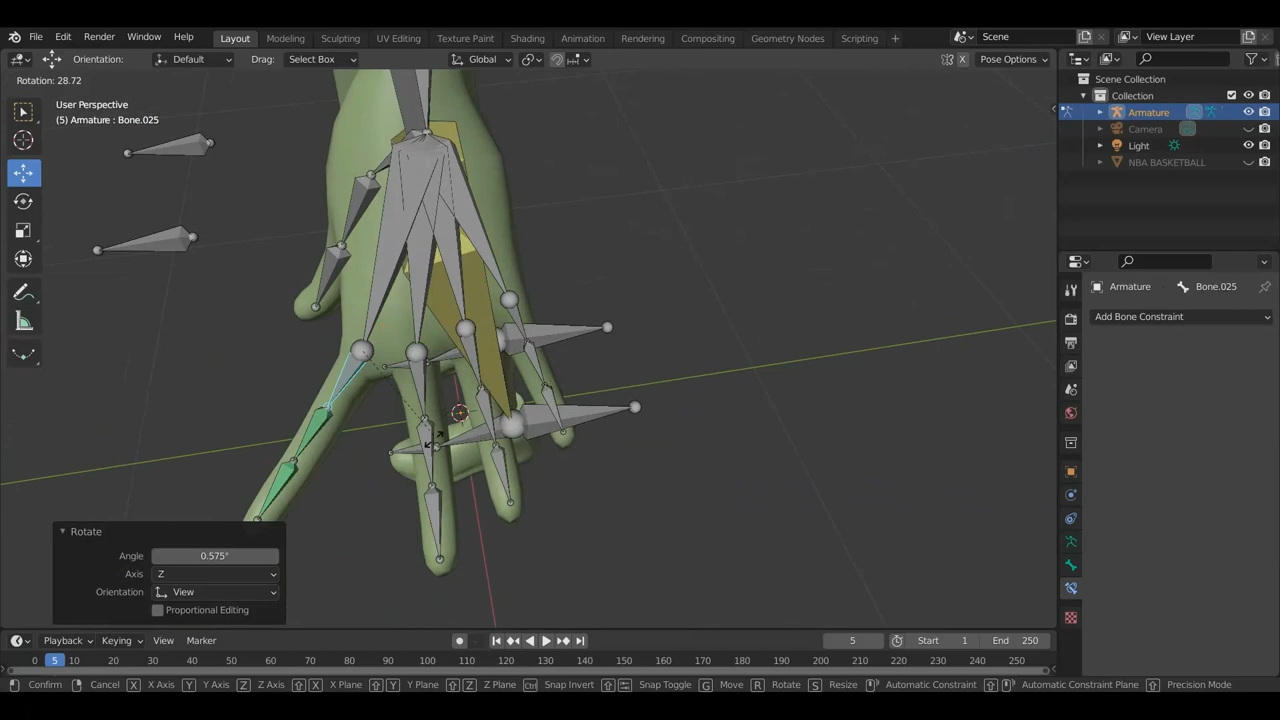 File Edit Render Window Help Layout Modeling Sculpting UV Editing Texture Paint Shading Animation Rendering Compositing Geometry Nodes Scripting + Scene View Layer
Orientation: Default Drag: Select Box Global X Pose Options
Rotation: 28.72
Scene Collection
Collection
Armature
Camera
Light
NBA BASKETBALL
User Perspective
(5) Armature : Bone.025
Armature Bone.025
Add Bone Constraint
Rotate
Angle 0.575°
Axis Z
Orientation View
Proportional Editing
Playback Keying View Marker 5 Start 1 End 250
0 5 10 20 30 40 50 60 70 80 90 100 110 120 130 140 150 160 170 180 190 200 210 220 230 240 250
Confirm Cancel X X Axis Y Y Axis Z Z Axis X X Plane Y Y Plane Z Z Plane Ctrl Snap Invert Snap Toggle G Move R Rotate S Resize Automatic Constraint Automatic Constraint Plane Precision Mode